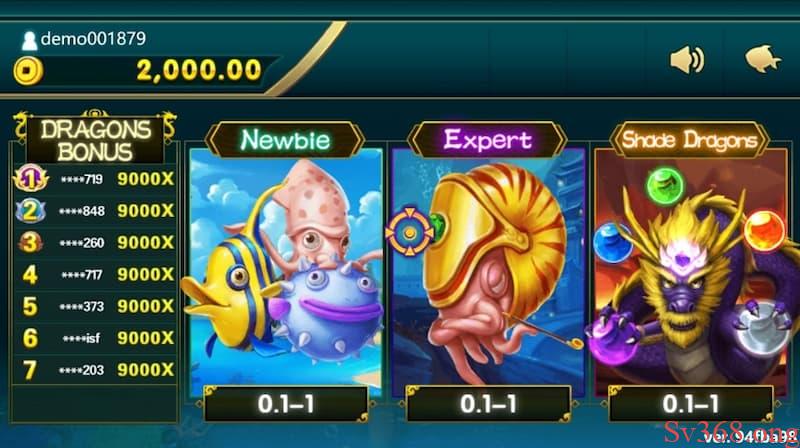 demo001879
2,000.00
DRAGONS
BONUS
1 ****719 9000X
2 ****848 9000X
3 ****260 9000X
4 ****717 9000X
5 ****373 9000X
6 ****isf 9000X
7 ****203 9000X
Newbie
0.1–1
Expert
0.1–1
Shade Dragons
0.1–1
Sv368.ong
ver. 94fba98